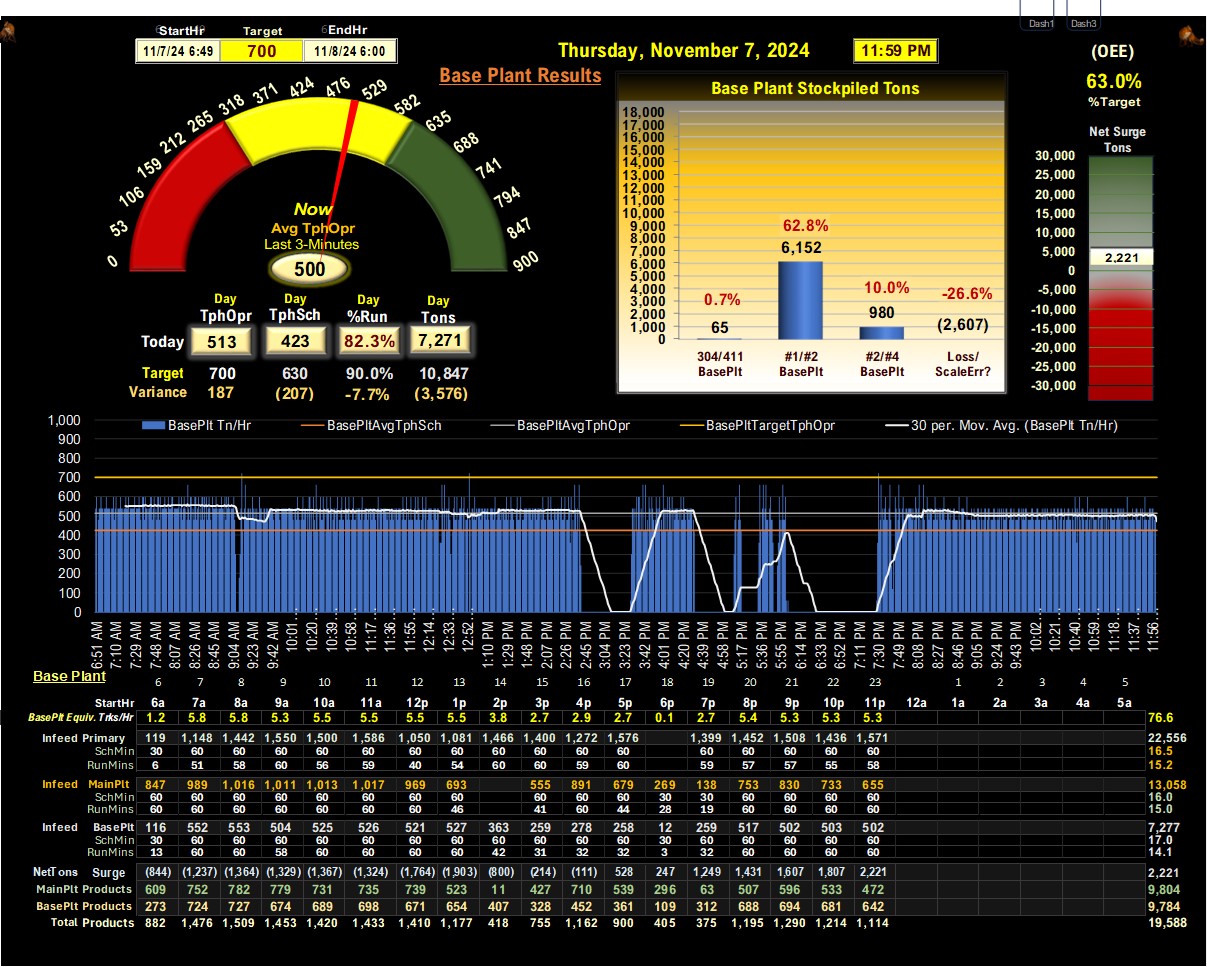 Dash1 Dash3
StartHr Target EndHr
11/7/24 6:49 700 11/8/24 6:00
Thursday, November 7, 2024 11:59 PM
(OEE)
63.0%
%Target
Base Plant Results
Base Plant Stockpiled Tons
Net Surge
Tons
0 53 106 159 212 265 318 371 424 476 529 582 635 688 741 794 847 900
Now
Avg TphOpr
Last 3-Minutes
500
Day Day Day Day
TphOpr TphSch %Run Tons
Today 513 423 82.3% 7,271
Target 700 630 90.0% 10,847
Variance 187 (207) -7.7% (3,576)
18,000
17,000
16,000
15,000
14,000
13,000
12,000
11,000
10,000
9,000
8,000
7,000
6,000
5,000
4,000
3,000
2,000
1,000
0
0.7% 62.8% 10.0% -26.6%
65 6,152 980 (2,607)
304/411 #1/#2 #2/#4 Loss/
BasePlt BasePlt BasePlt ScaleErr?
30,000
25,000
20,000
15,000
10,000
5,000
0
-5,000
-10,000
-15,000
-20,000
-25,000
-30,000
2,221
BasePlt Tn/Hr BasePltAvgTphSch BasePltAvgTphOpr BasePltTargetTphOpr 30 per. Mov. Avg. (BasePlt Tn/Hr)
1,000
900
800
700
600
500
400
300
200
100
0
6:51 AM 7:10 AM 7:29 AM 7:48 AM 8:07 AM 8:26 AM 8:45 AM 9:04 AM 9:23 AM 9:42 AM 10:01... 10:20... 10:39... 10:58... 11:17... 11:36... 11:55... 12:14... 12:33... 12:52... 1:10 PM 1:29 PM 1:48 PM 2:07 PM 2:26 PM 2:45 PM 3:04 PM 3:23 PM 3:42 PM 4:01 PM 4:20 PM 4:39 PM 4:58 PM 5:17 PM 5:36 PM 5:55 PM 6:14 PM 6:33 PM 6:52 PM 7:11 PM 7:30 PM 7:49 PM 8:08 PM 8:27 PM 8:46 PM 9:05 PM 9:24 PM 9:43 PM 10:02... 10:21... 10:40... 10:59... 11:18... 11:37... 11:56...
Base Plant
6 7 8 9 10 11 12 13 14 15 16 17 18 19 20 21 22 23 1 2 3 4 5
StartHr 6a 7a 8a 9a 10a 11a 12p 1p 2p 3p 4p 5p 6p 7p 8p 9p 10p 11p 12a 1a 2a 3a 4a 5a
BasePlt Equiv. Trks/Hr 1.2 5.8 5.8 5.3 5.5 5.5 5.5 5.5 3.8 2.7 2.9 2.7 0.1 2.7 5.4 5.3 5.3 5.3 76.6
Infeed Primary 119 1,148 1,442 1,550 1,500 1,586 1,050 1,081 1,466 1,400 1,272 1,576 1,399 1,452 1,508 1,436 1,571 22,556
SchMin 30 60 60 60 60 60 60 60 60 60 60 60 60 60 60 60 60 16.5
RunMins 6 51 58 60 56 59 40 54 60 60 59 60 59 57 57 55 58 15.2
Infeed MainPlt 847 989 1,016 1,011 1,013 1,017 969 693 555 891 679 269 138 753 830 733 655 13,058
SchMin 60 60 60 60 60 60 60 60 60 60 60 30 30 60 60 60 60 16.0
RunMins 60 60 60 60 60 60 60 46 41 60 44 28 19 60 60 60 60 15.0
Infeed BasePlt 116 552 553 504 525 526 521 527 363 259 278 258 12 259 517 502 503 502 7,277
SchMin 30 60 60 60 60 60 60 60 60 60 60 60 30 60 60 60 60 60 17.0
RunMins 13 60 60 58 60 60 60 60 42 31 32 32 3 32 60 60 60 60 14.1
NetTons Surge (844) (1,237) (1,364) (1,329) (1,367) (1,324) (1,764) (1,903) (800) (214) (111) 528 247 1,249 1,431 1,607 1,807 2,221 2,221
MainPlt Products 609 752 782 779 731 735 739 523 11 427 710 539 296 63 507 596 533 472 9,804
BasePlt Products 273 724 727 674 689 698 671 654 407 328 452 361 109 312 688 694 681 642 9,784
Total Products 882 1,476 1,509 1,453 1,420 1,433 1,410 1,177 418 755 1,162 900 405 375 1,195 1,290 1,214 1,114 19,588